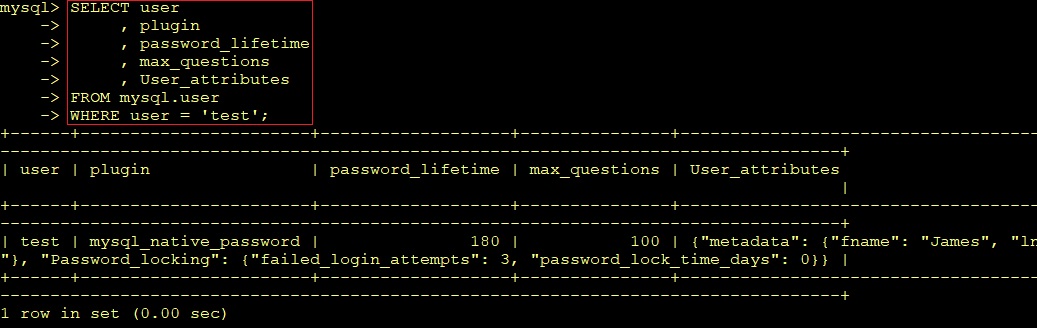 mysql> SELECT user
    ->      , plugin
    ->      , password_lifetime
    ->      , max_questions
    ->      , User_attributes
    -> FROM mysql.user
    -> WHERE user = 'test';
| user | plugin                | password_lifetime | max_questions | User_attributes
|
| test | mysql_native_password |               180 |           100 | {"metadata": {"fname": "James", "ln
"}, "Password_locking": {"failed_login_attempts": 3, "password_lock_time_days": 0}} |
1 row in set (0.00 sec)